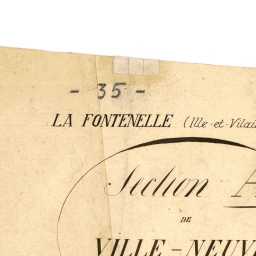 - 35 -
LA FONTENELLE (Ille-et-Vilai
Section A
DE
VILLE-NEUV